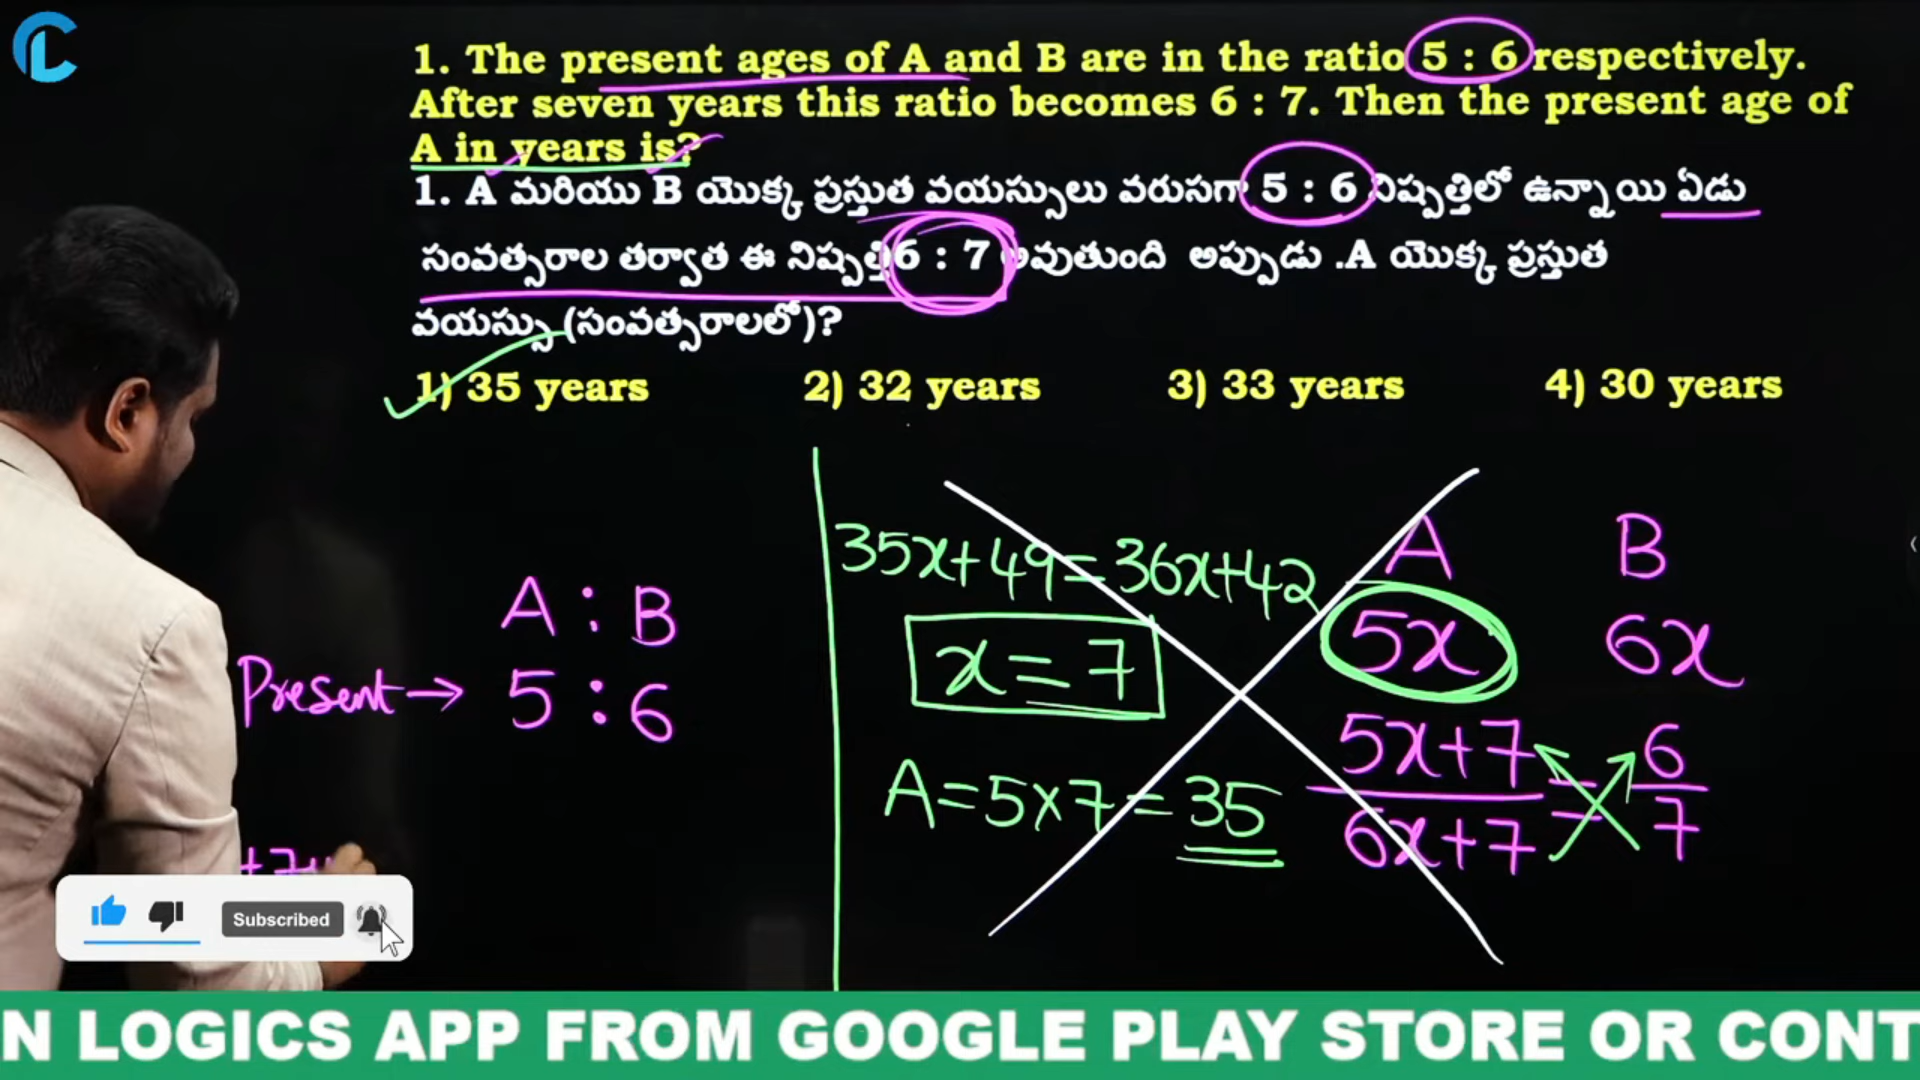 1. The present ages of A and B are in the ratio 5 : 6 respectively.
After seven years this ratio becomes 6 : 7. Then the present age of
A in years is?
1. A మరియు B యొక్క ప్రస్తుత వయస్సులు వరుసగా 5 : 6 నిష్పత్తిలో ఉన్నాయి ఏడు
సంవత్సరాల తర్వాత ఈ నిష్పత్తి 6 : 7 అవుతుంది అప్పుడు .A యొక్క ప్రస్తుత
వయస్సు (సంవత్సరాలలో)?
1) 35 years 2) 32 years 3) 33 years 4) 30 years
A : B
Present → 5 : 6
+7
35x+49=36x+42
x=7
A=5×7=35
A B
5x 6x
5x+7 = 6
6x+7 7
Subscribed
N LOGICS APP FROM GOOGLE PLAY STORE OR CONT